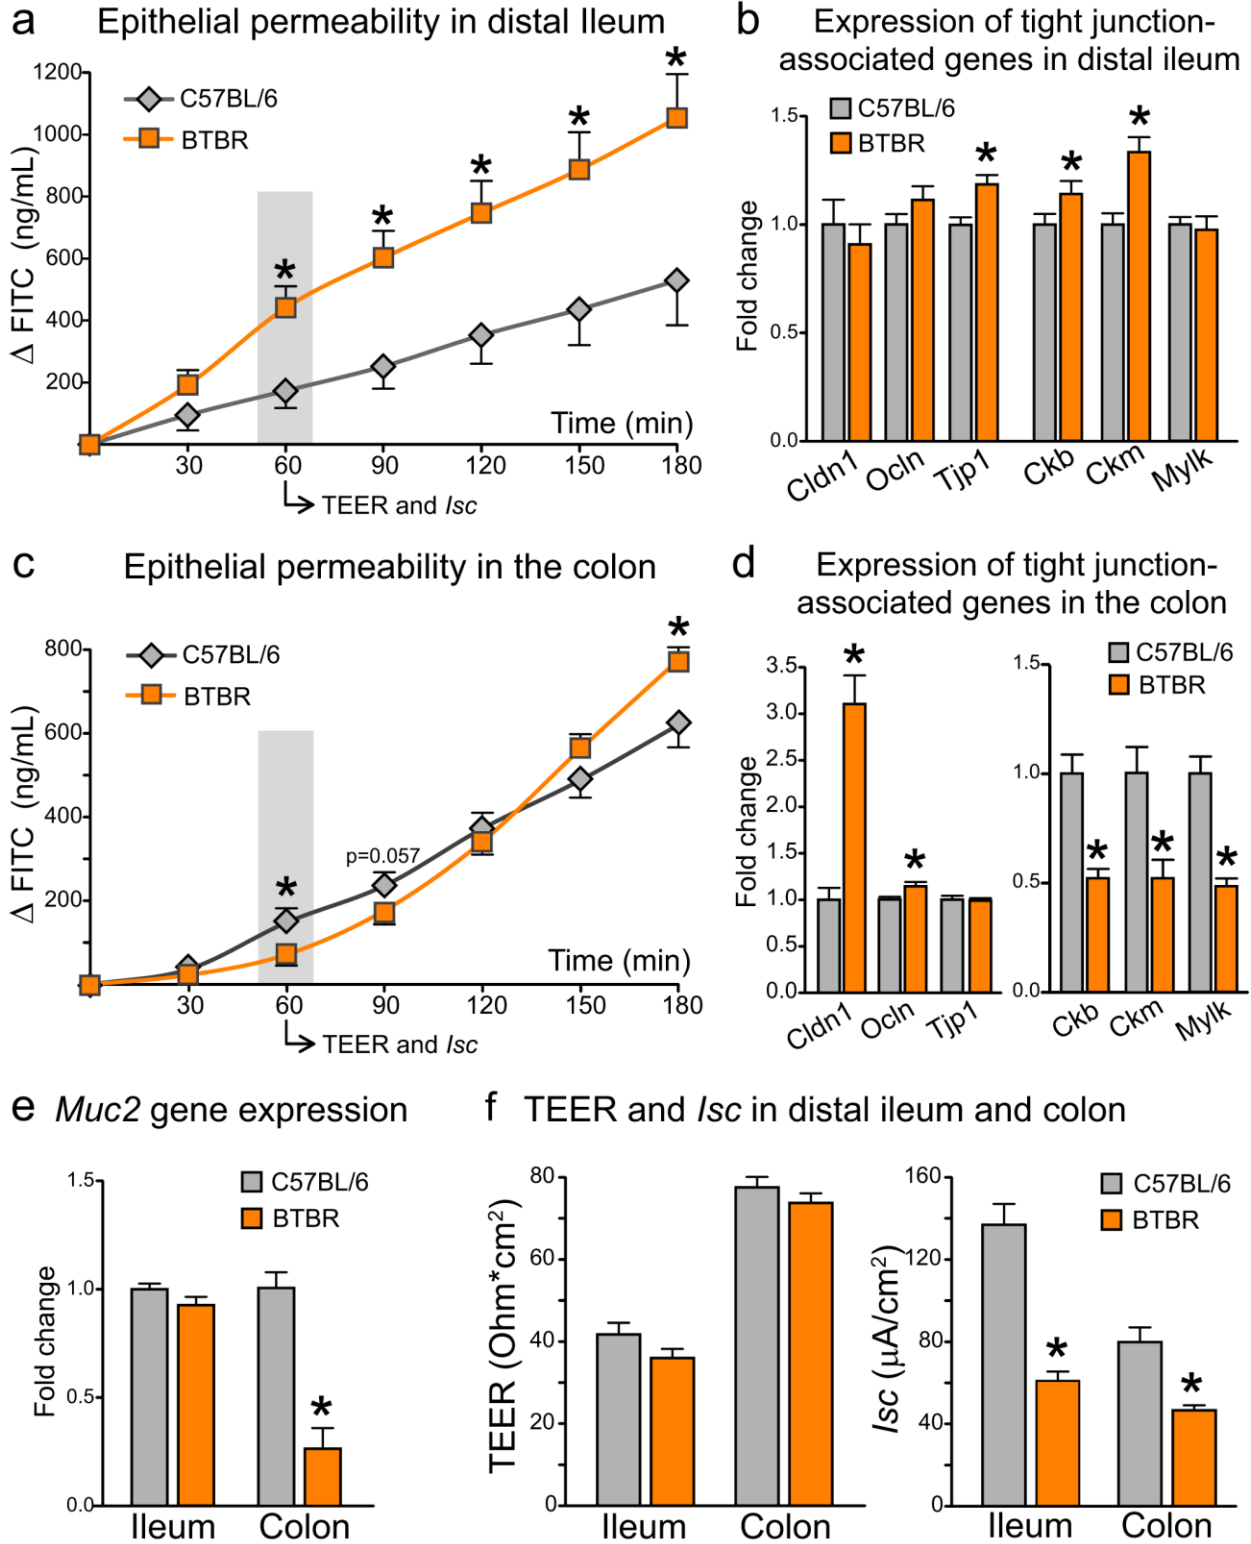 a Epithelial permeability in distal Ileum
1200
1000
800
600
400
200
Δ FITC (ng/mL)
C57BL/6
BTBR
* * * * *
Time (min)
30 60 90 120 150 180
TEER and Isc
b Expression of tight junction-
associated genes in distal ileum
C57BL/6
BTBR
1.5
1.0
0.5
0.0
Fold change
* * *
Cldn1 Ocln Tjp1 Ckb Ckm Mylk
c Epithelial permeability in the colon
800
600
400
200
Δ FITC (ng/mL)
C57BL/6
BTBR
*
p=0.057
*
Time (min)
30 60 90 120 150 180
TEER and Isc
d Expression of tight junction-
associated genes in the colon
3.5
3.0
2.5
2.0
1.5
1.0
0.5
0.0
Fold change
* *
Cldn1 Ocln Tjp1
C57BL/6
BTBR
1.5
1.0
0.5
0.0
* * *
Ckb Ckm Mylk
e Muc2 gene expression
C57BL/6
BTBR
1.5
1.0
0.5
0.0
Fold change
*
Ileum Colon
f TEER and Isc in distal ileum and colon
80
60
40
20
0
TEER (Ohm*cm²)
Ileum Colon
C57BL/6
BTBR
160
120
80
40
0
Isc (μA/cm²)
* *
Ileum Colon